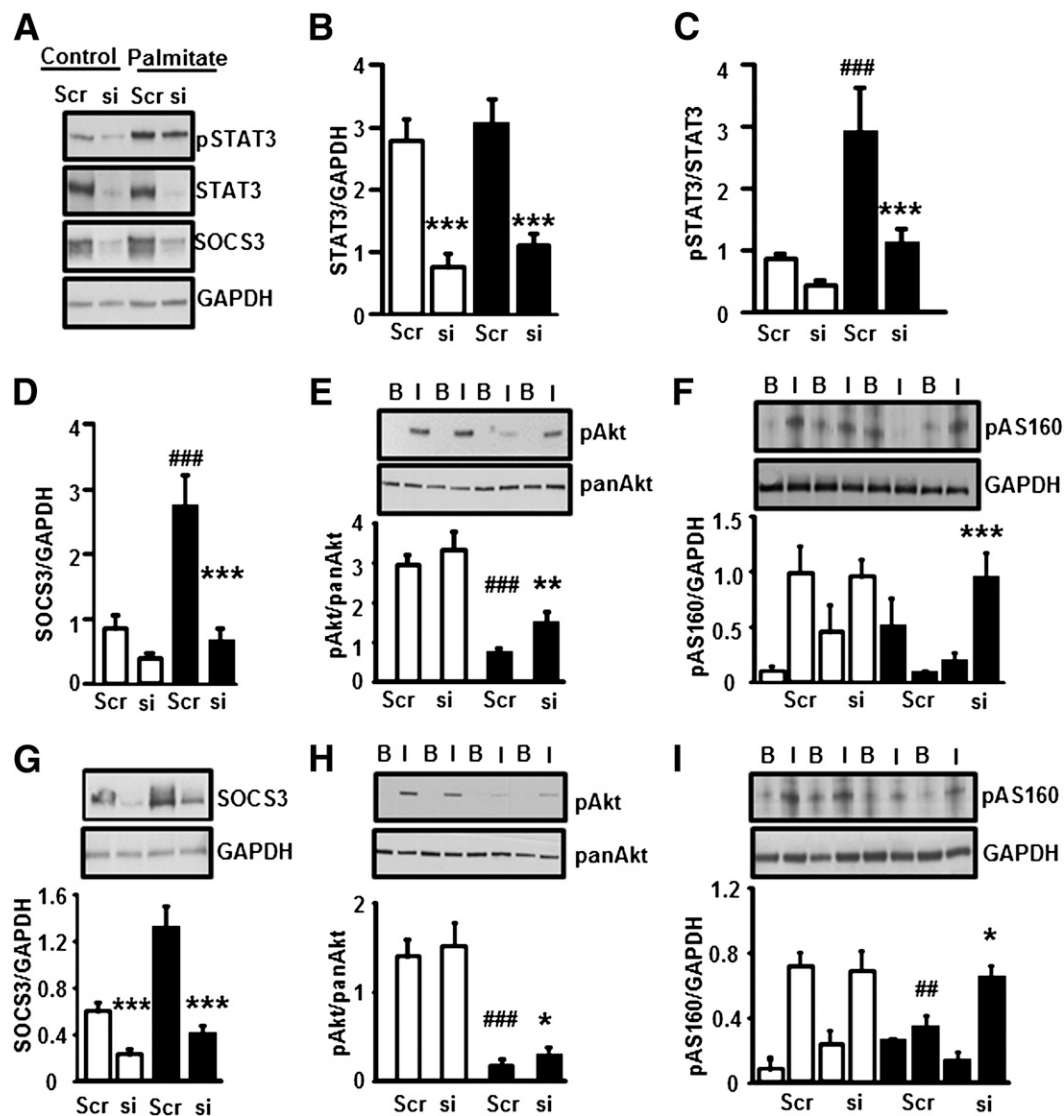 A
Control Palmitate
Scr si Scr si
pSTAT3
STAT3
SOCS3
GAPDH
B
STAT3/GAPDH
4
3
2
1
0
*** ***
Scr si Scr si
C
pSTAT3/STAT3
4
3
2
1
0
###
***
Scr si Scr si
D
SOCS3/GAPDH
4
3
2
1
0
###
***
Scr si Scr si
E
B I B I B I B I
pAkt
panAkt
pAkt/panAkt
4
3
2
1
0
### **
Scr si Scr si
F
B I B I B I B I
pAS160
GAPDH
pAS160/GAPDH
1.5
1.0
0.5
0
***
Scr si Scr si
G
SOCS3
GAPDH
SOCS3/GAPDH
1.6
1.2
0.8
0.4
0
*** ***
Scr si Scr si
H
B I B I B I B I
pAkt
panAkt
pAkt/panAkt
2
1
0
### *
Scr si Scr si
I
B I B I B I B I
pAS160
GAPDH
pAS160/GAPDH
1.2
0.8
0.4
0
## *
Scr si Scr si